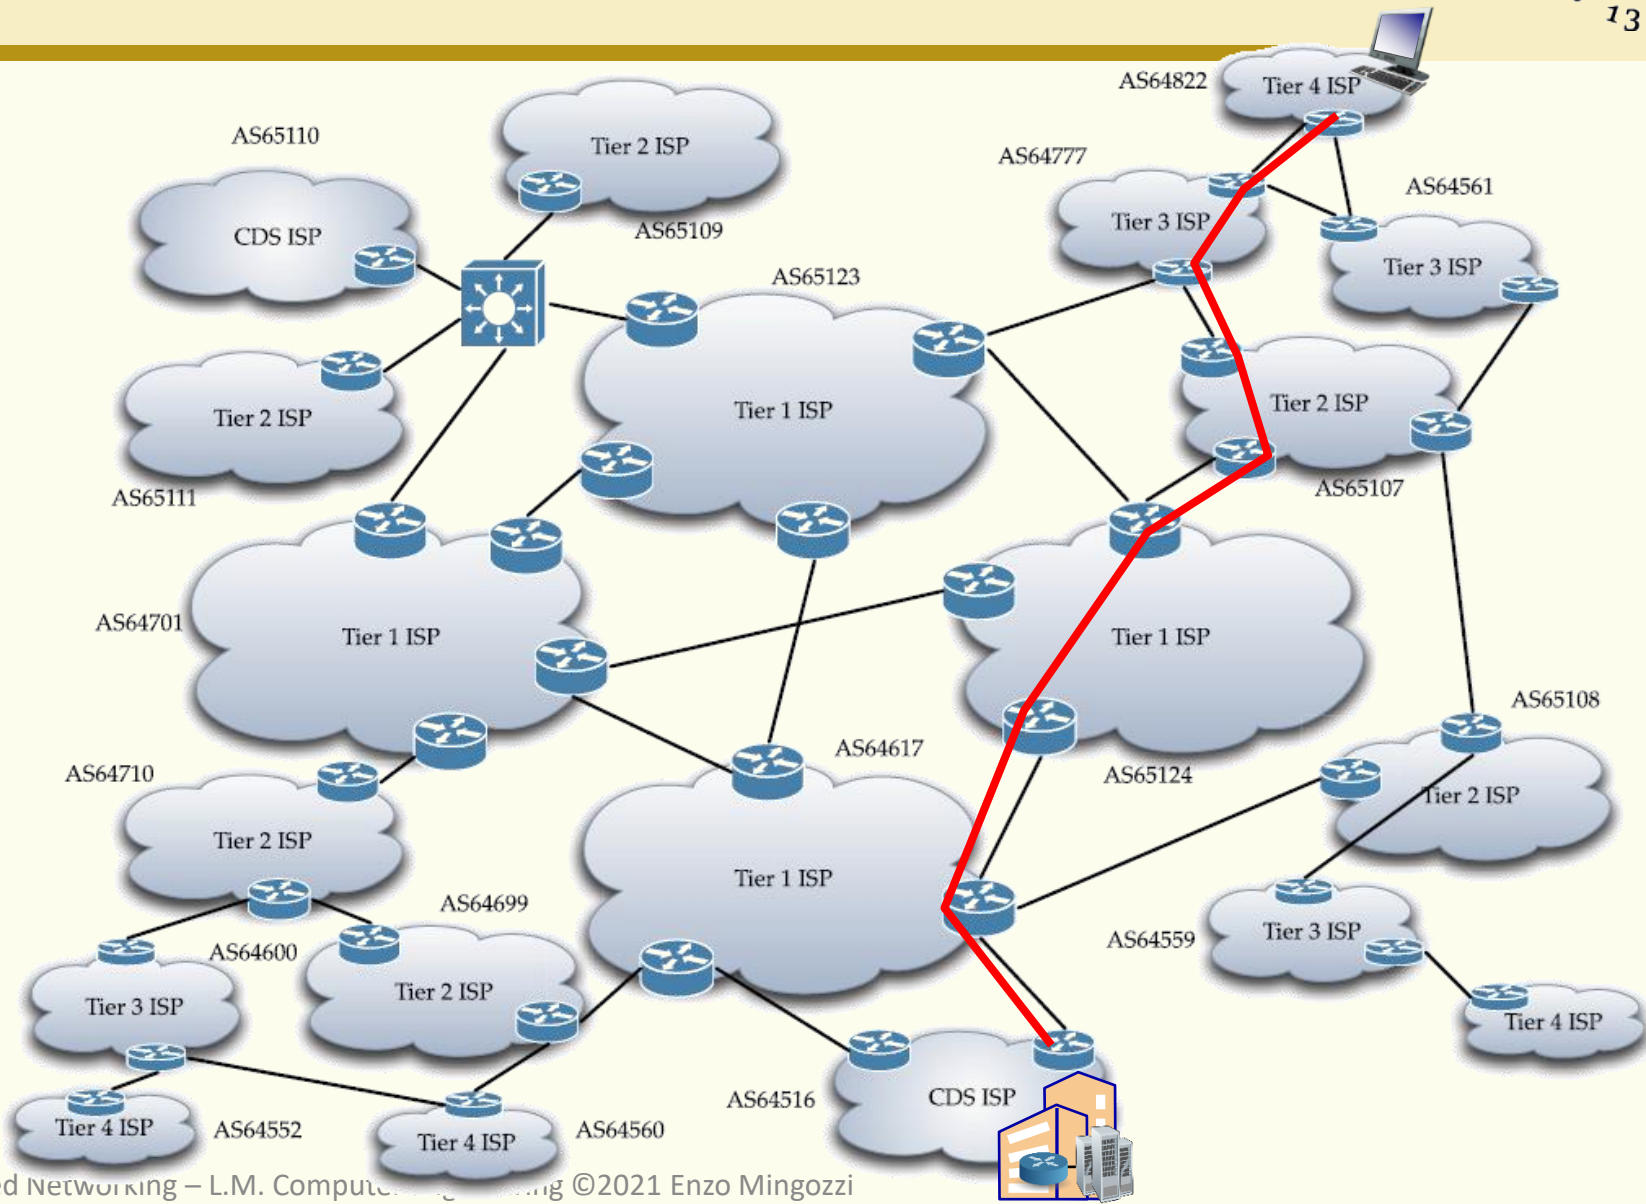 13
AS64822
Tier 4 ISP
AS65110
Tier 2 ISP
AS64777
AS64561
CDS ISP
AS65109
Tier 3 ISP
Tier 3 ISP
AS65123
Tier 2 ISP
Tier 1 ISP
Tier 2 ISP
AS65111
AS65107
AS64701
Tier 1 ISP
Tier 1 ISP
AS65108
AS64710
AS64617
AS65124
Tier 2 ISP
Tier 2 ISP
Tier 1 ISP
AS64699
AS64600
AS64559
Tier 3 ISP
Tier 3 ISP
Tier 2 ISP
Tier 4 ISP
AS64516
CDS ISP
Tier 4 ISP
AS64552
Tier 4 ISP
AS64560
ed Networking – L.M. Computer ©2021 Enzo Mingozzi